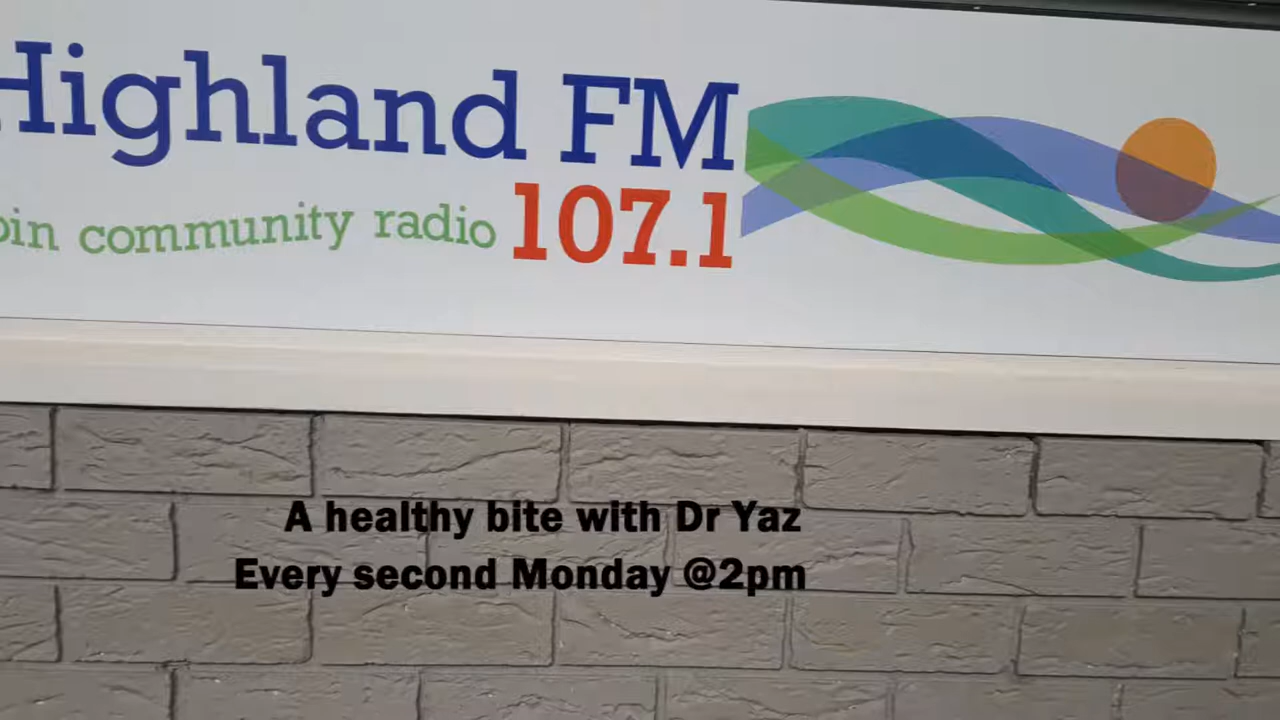 Highland FM
community radio 107.1
A healthy bite with Dr Yaz
Every second Monday @2pm